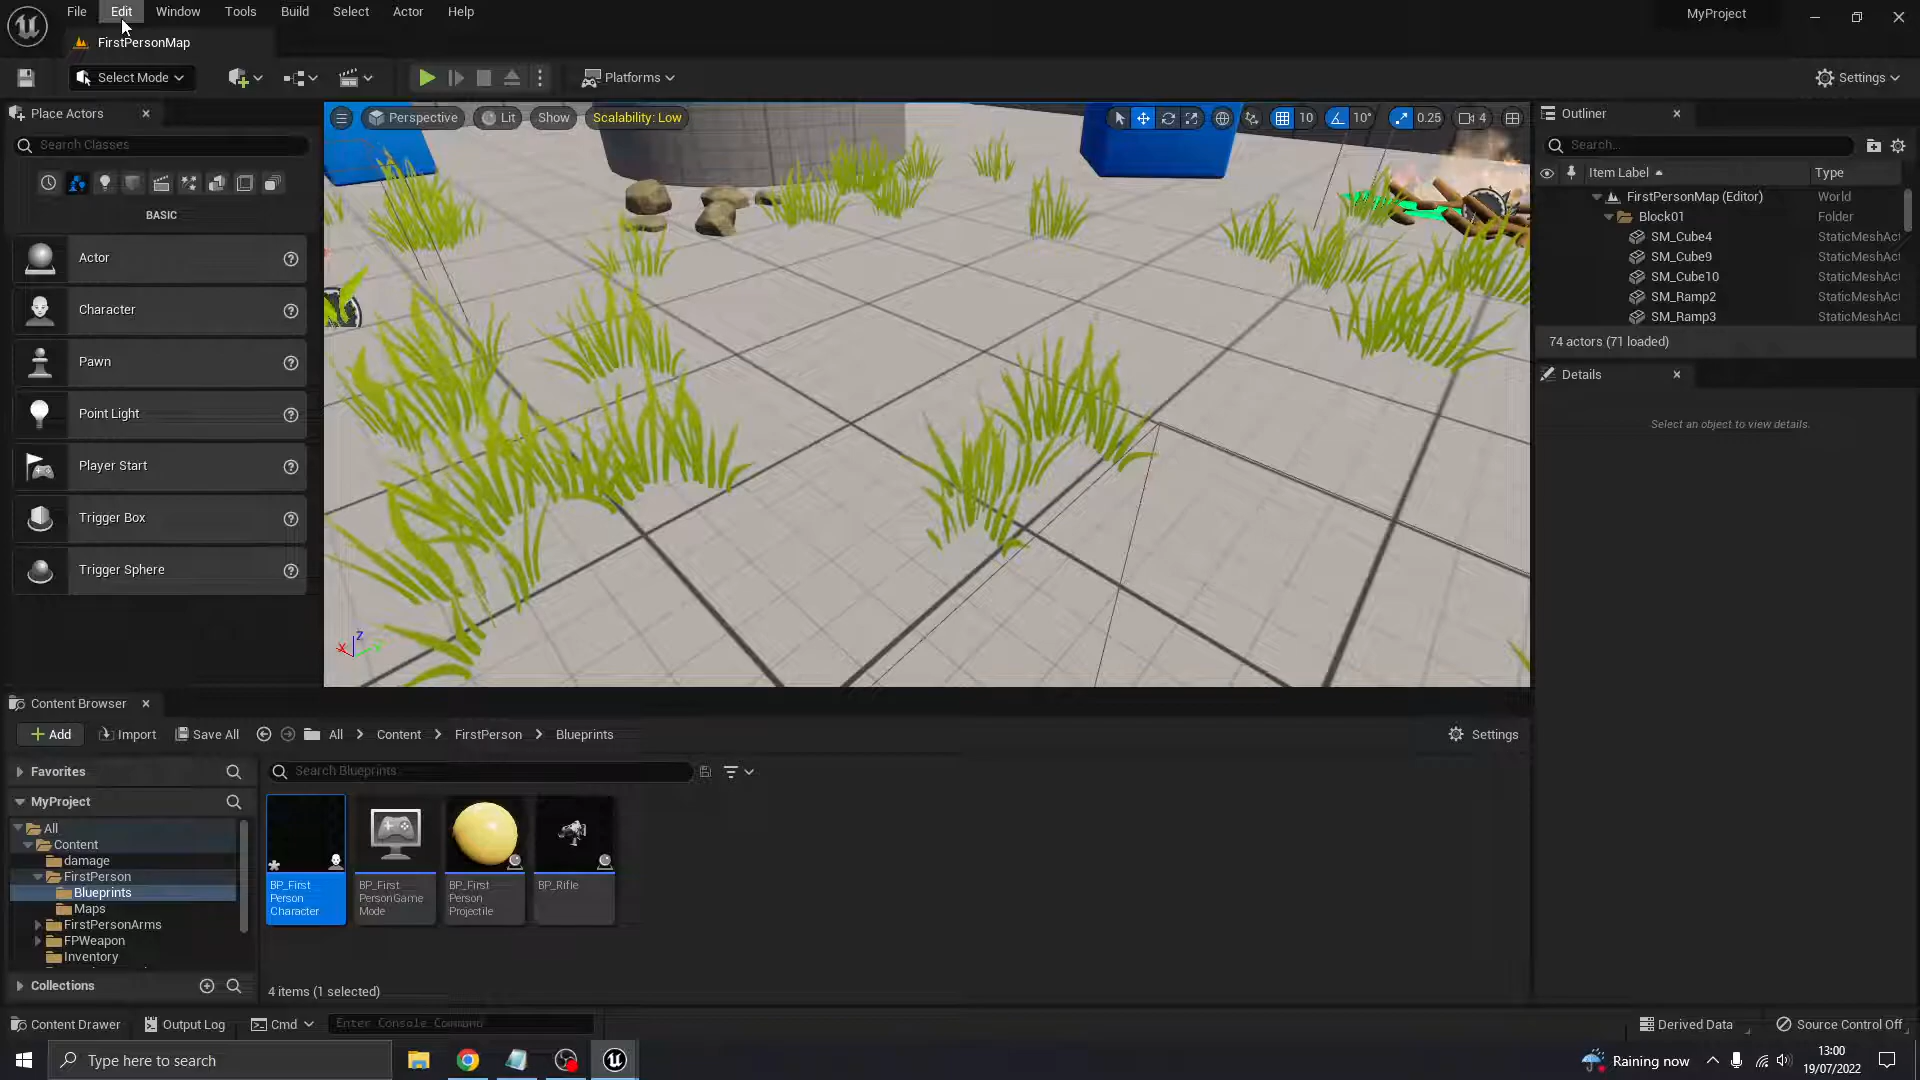 File Edit Window Tools Build Select Actor Help
MyProject
FirstPersonMap
Select Mode
Platforms
Settings
Place Actors
Search Classes
BASIC
Actor
Character
Pawn
Point Light
Player Start
Trigger Box
Trigger Sphere
Perspective Lit Show Scalability: Low
10 10° 0.25 4
Z
X
Outliner
Search...
Item Label Type
FirstPersonMap (Editor) World
Block01 Folder
SM_Cube4 StaticMeshAct
SM_Cube9 StaticMeshAct
SM_Cube10 StaticMeshAct
SM_Ramp2 StaticMeshAct
SM_Ramp3 StaticMeshAct
74 actors (71 loaded)
Details
Select an object to view details.
Content Browser
Add Import Save All All > Content > FirstPerson > Blueprints Settings
Favorites
Search Blueprints
MyProject
All
Content
damage
FirstPerson
Blueprints
Maps
FirstPersonArms
FPWeapon
Inventory
Collections
BP_First
Person
Character
BP_First
PersonGame
Mode
BP_First
Person
Projectile
BP_Rifle
4 items (1 selected)
Content Drawer Output Log Cmd Enter Console Command Derived Data Source Control Off
Type here to search
Raining now
13:00
19/07/2022